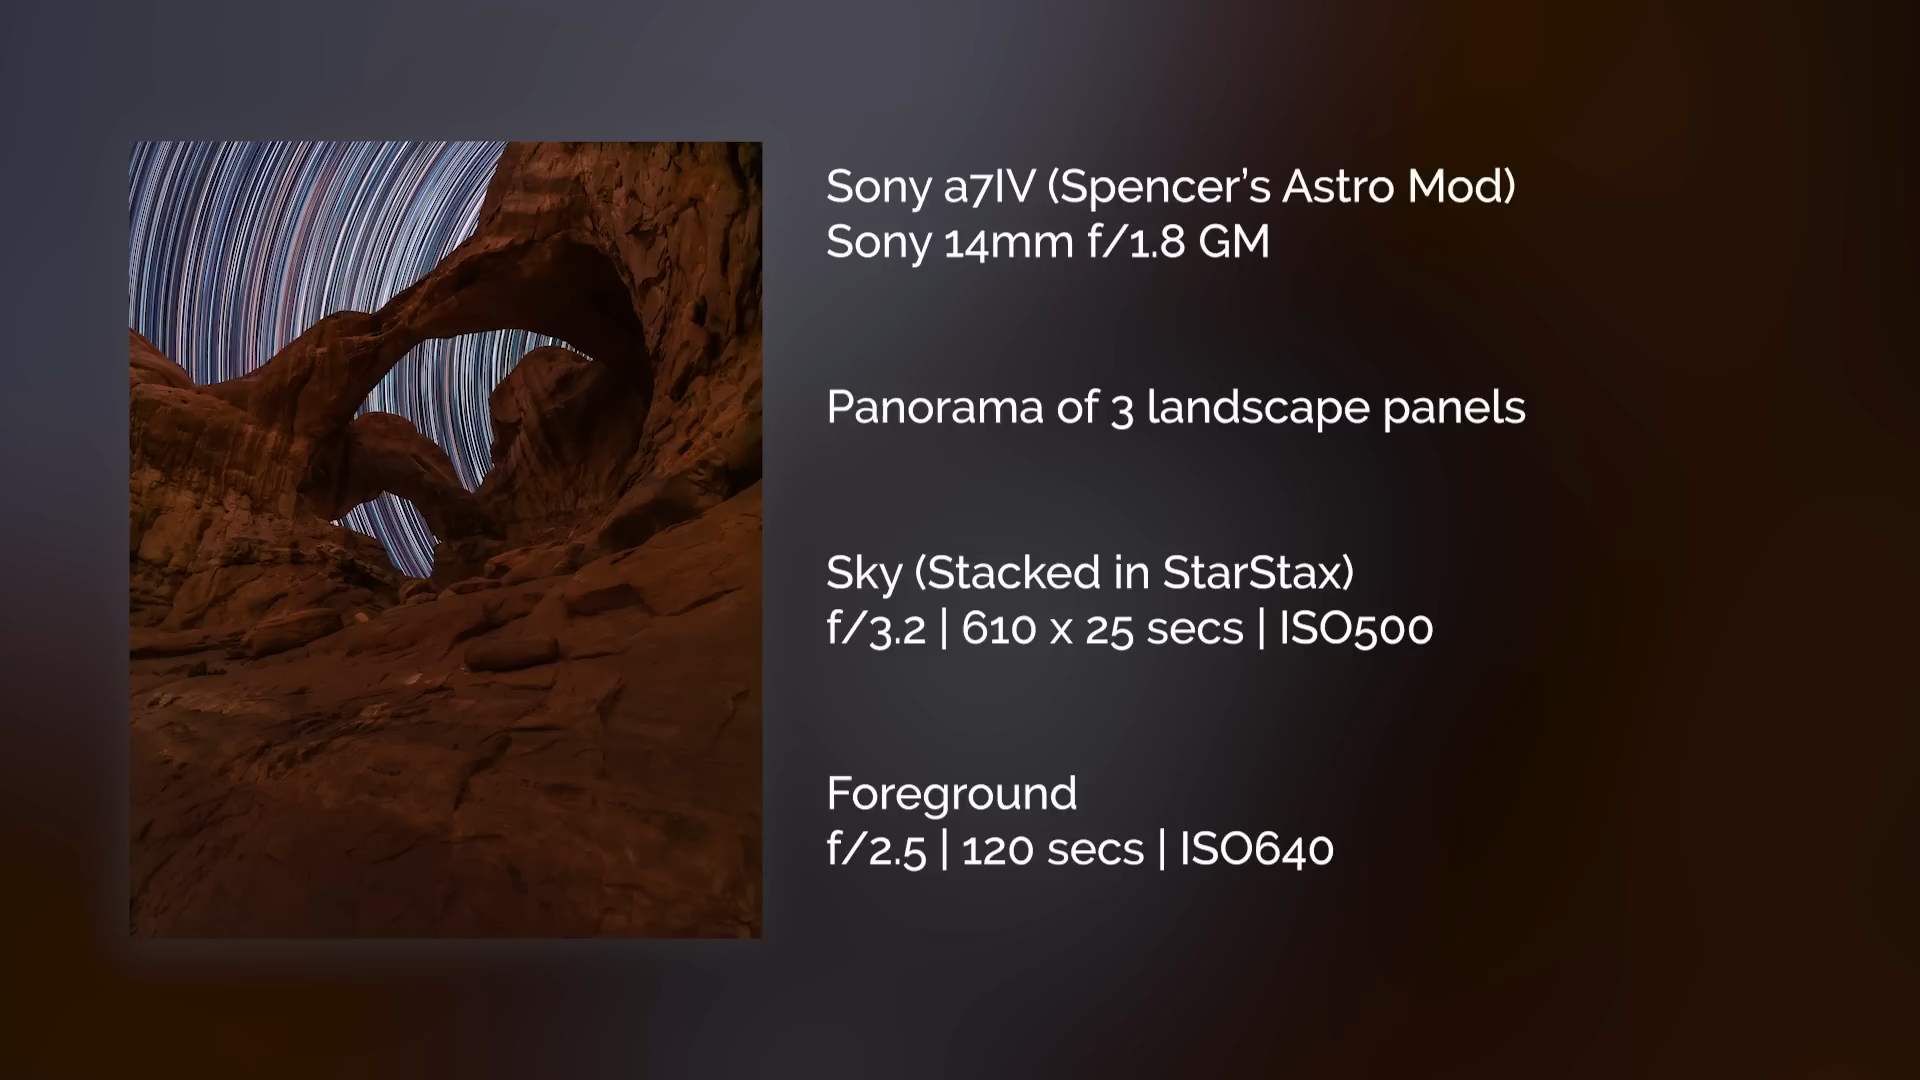 Sony a7IV (Spencer’s Astro Mod)
Sony 14mm f/1.8 GM
Panorama of 3 landscape panels
Sky (Stacked in StarStax)
f/3.2 | 610 x 25 secs | ISO500
Foreground
f/2.5 | 120 secs | ISO640